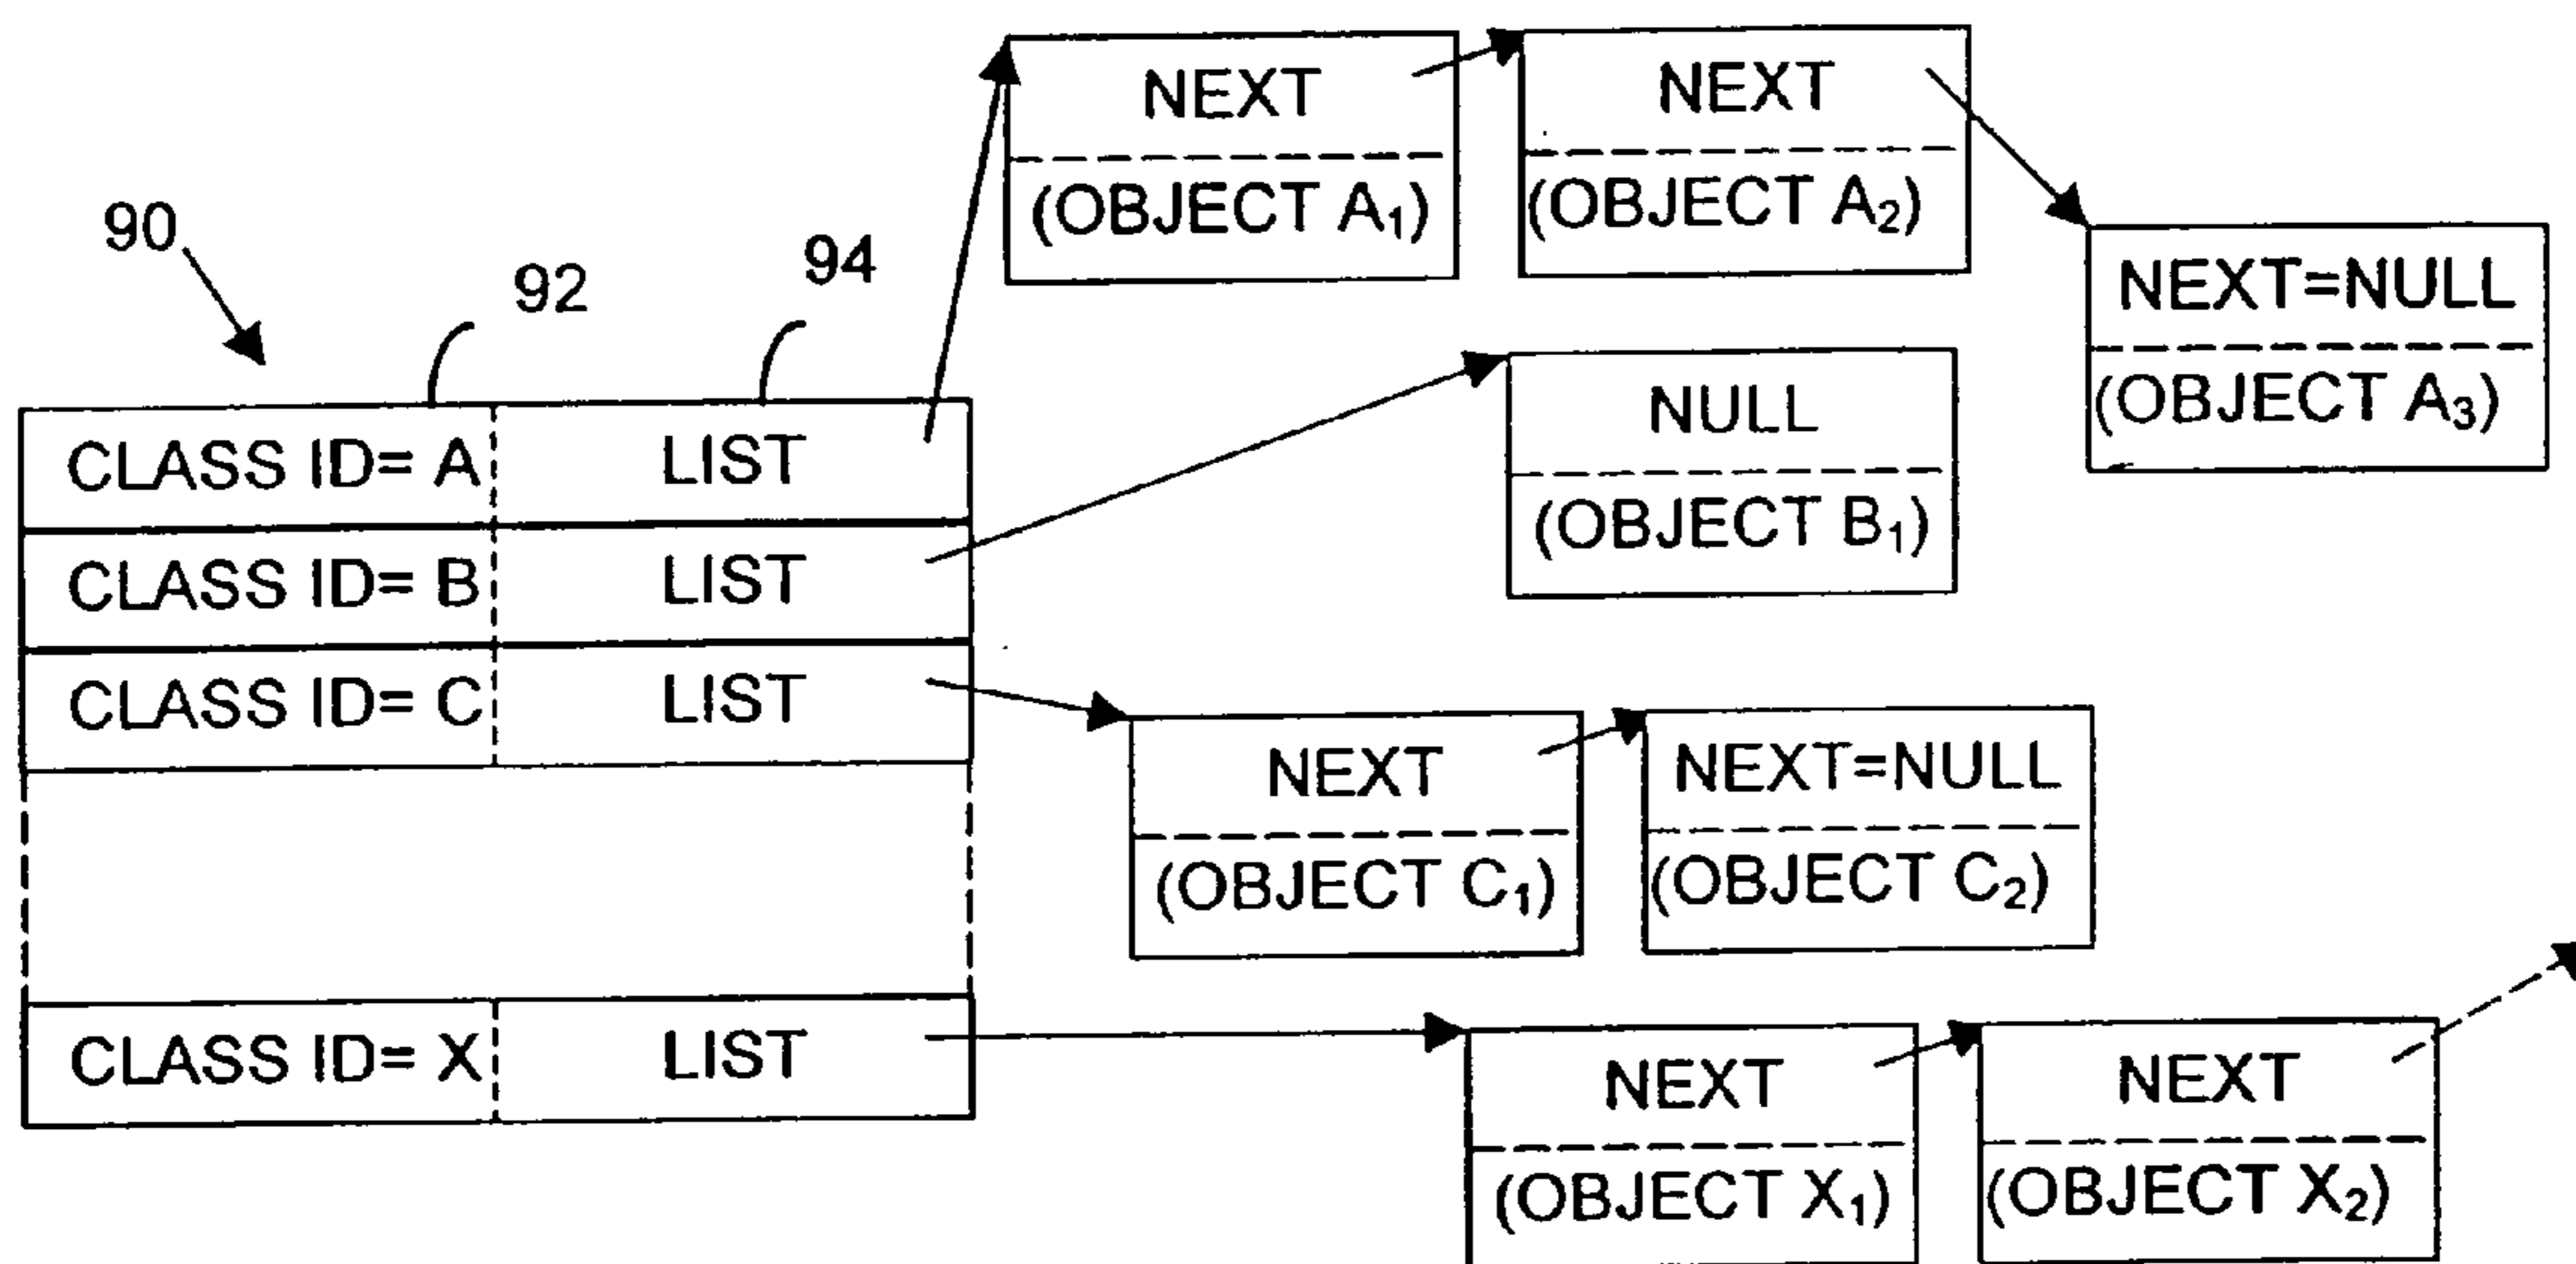 90
92
94
CLASS ID= A LIST
CLASS ID= B LIST
CLASS ID= C LIST
CLASS ID= X LIST
NEXT
(OBJECT A₁)
NEXT
(OBJECT A₂)
NEXT=NULL
(OBJECT A₃)
NULL
(OBJECT B₁)
NEXT
(OBJECT C₁)
NEXT=NULL
(OBJECT C₂)
NEXT
(OBJECT X₁)
NEXT
(OBJECT X₂)